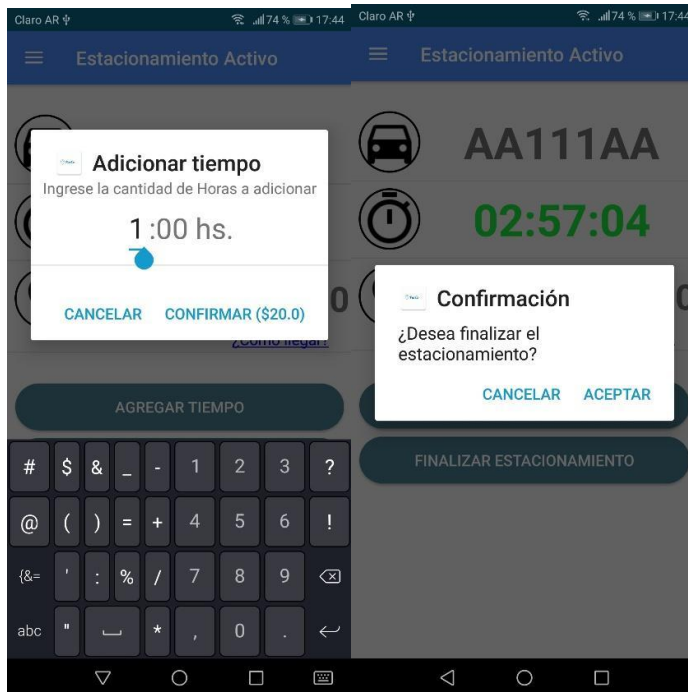 Claro AR 74 % 17:44
Estacionamiento Activo
Adicionar tiempo
Ingrese la cantidad de Horas a adicionar
1:00 hs.
CANCELAR CONFIRMAR ($20.0)
0
¿Cómo llegar?
AGREGAR TIEMPO
# $ & _ - 1 2 3 ?
@ ( ) = + 4 5 6 !
{&= ' : % / 7 8 9
abc " * , 0 .
Claro AR 74 % 17:44
Estacionamiento Activo
AA111AA
02:57:04
Confirmación
¿Desea finalizar el
estacionamiento?
CANCELAR ACEPTAR
FINALIZAR ESTACIONAMIENTO